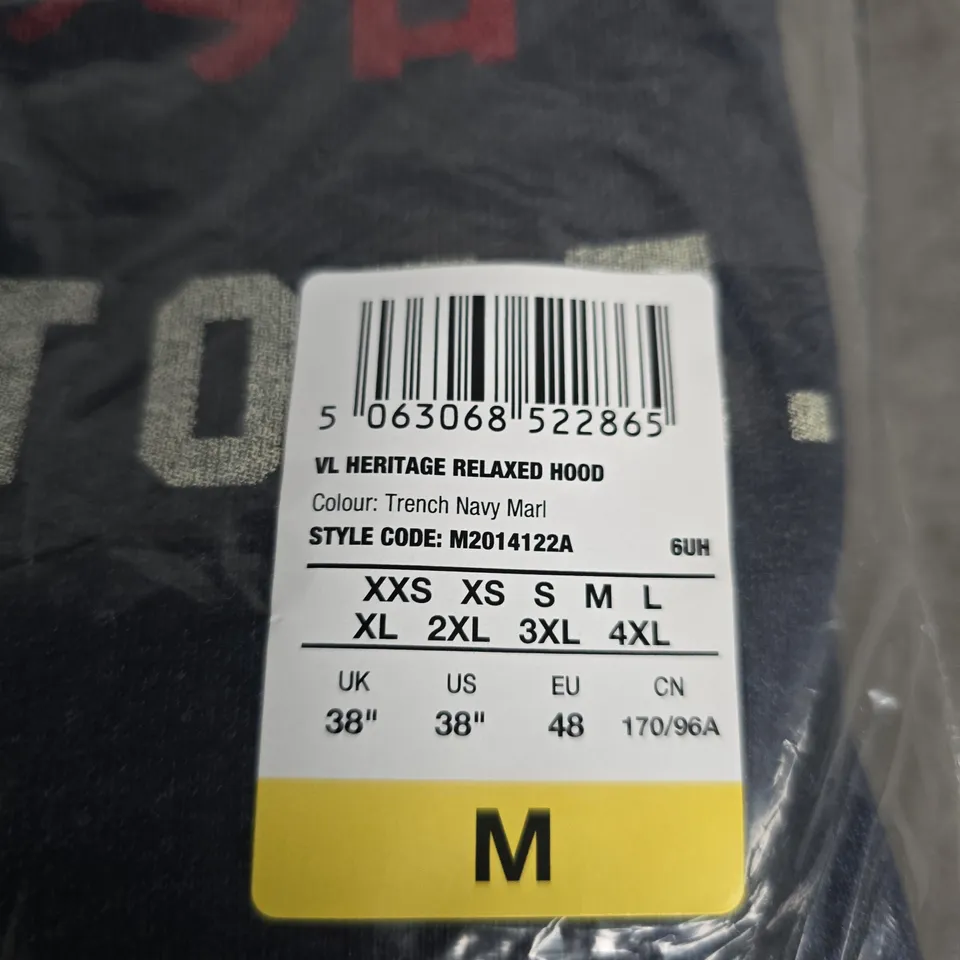 TO
5 063068 522865
VL HERITAGE RELAXED HOOD
Colour: Trench Navy Marl
STYLE CODE: M2014122A 6UH
XXS XS S M L
XL 2XL 3XL 4XL
UK US EU CN
38" 38" 48 170/96A
M